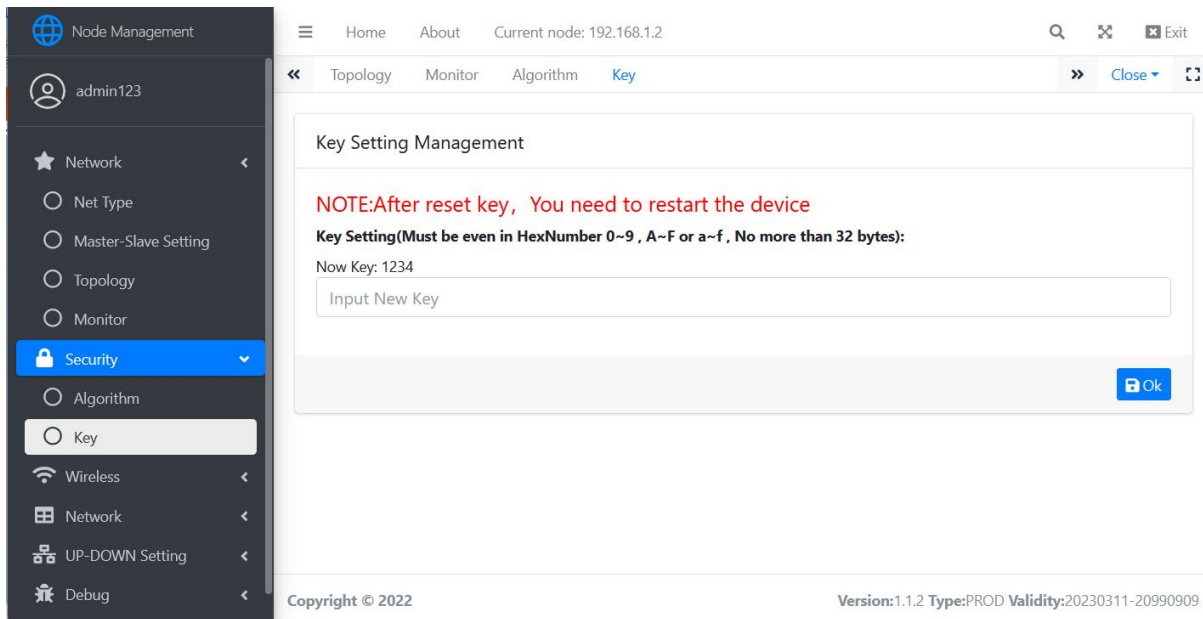 Node Management
Home About Current node: 192.168.1.2 Exit
admin123
Topology Monitor Algorithm Key Close
Key Setting Management
Network
NOTE:After reset key，You need to restart the device
Net Type
Key Setting(Must be even in HexNumber 0~9 , A~F or a~f , No more than 32 bytes):
Master-Slave Setting
Now Key: 1234
Topology
Input New Key
Monitor
Security
Algorithm
Ok
Key
Wireless
Network
UP-DOWN Setting
Debug
Copyright © 2022
Version:1.1.2 Type:PROD Validity:20230311-20990909